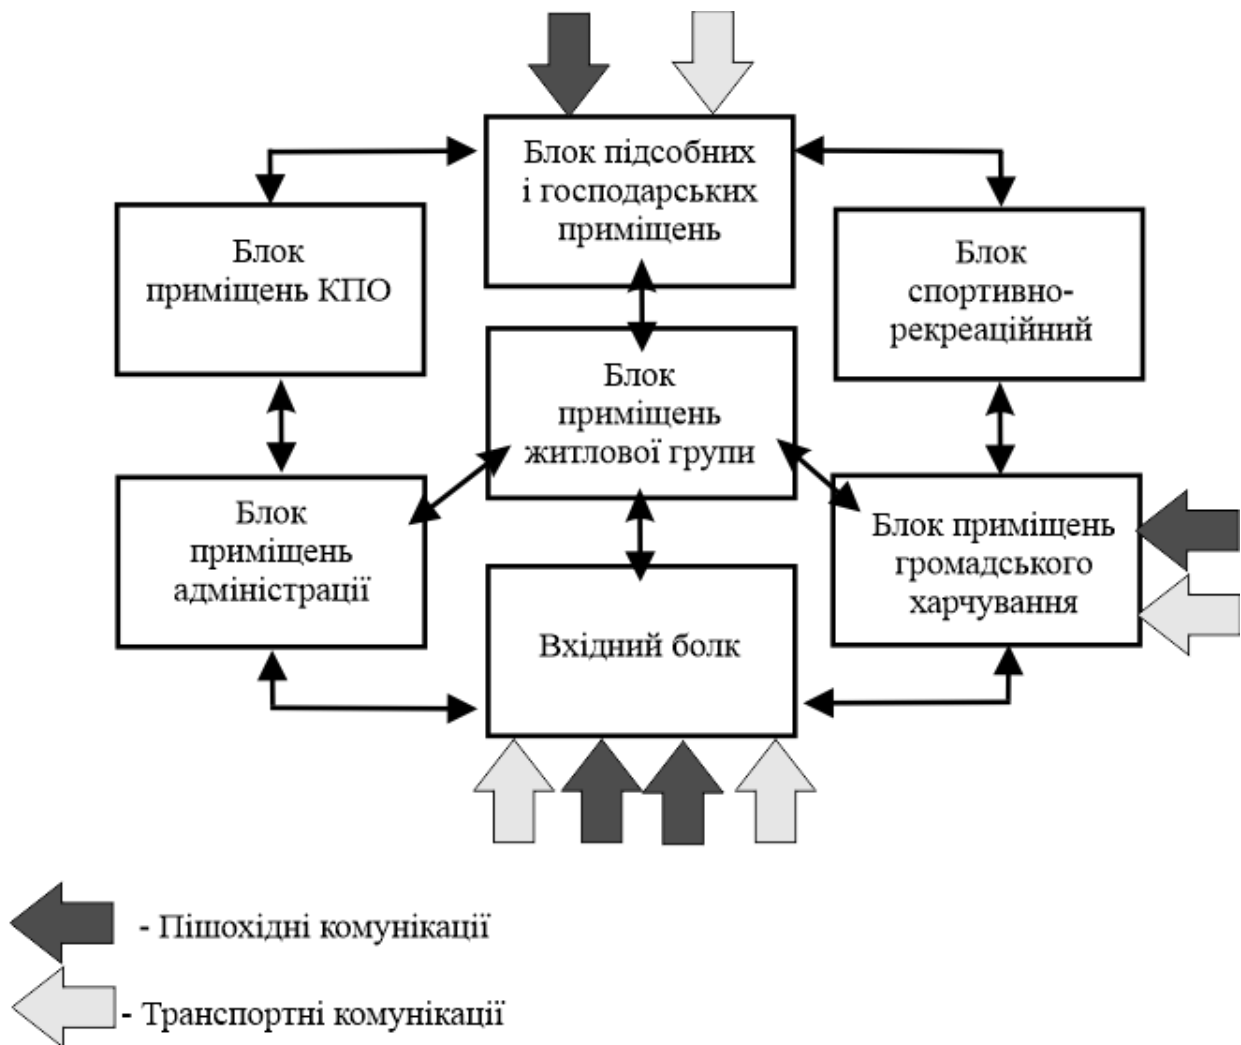 Блок підсобних
і господарських
приміщень
Блок
приміщень КПО
Блок
спортивно-
рекреаційний
Блок
приміщень
житлової групи
Блок
приміщень
адміністрації
Блок приміщень
громадського
харчування
Вхідний болк
- Пішохідні комунікації
- Транспортні комунікації